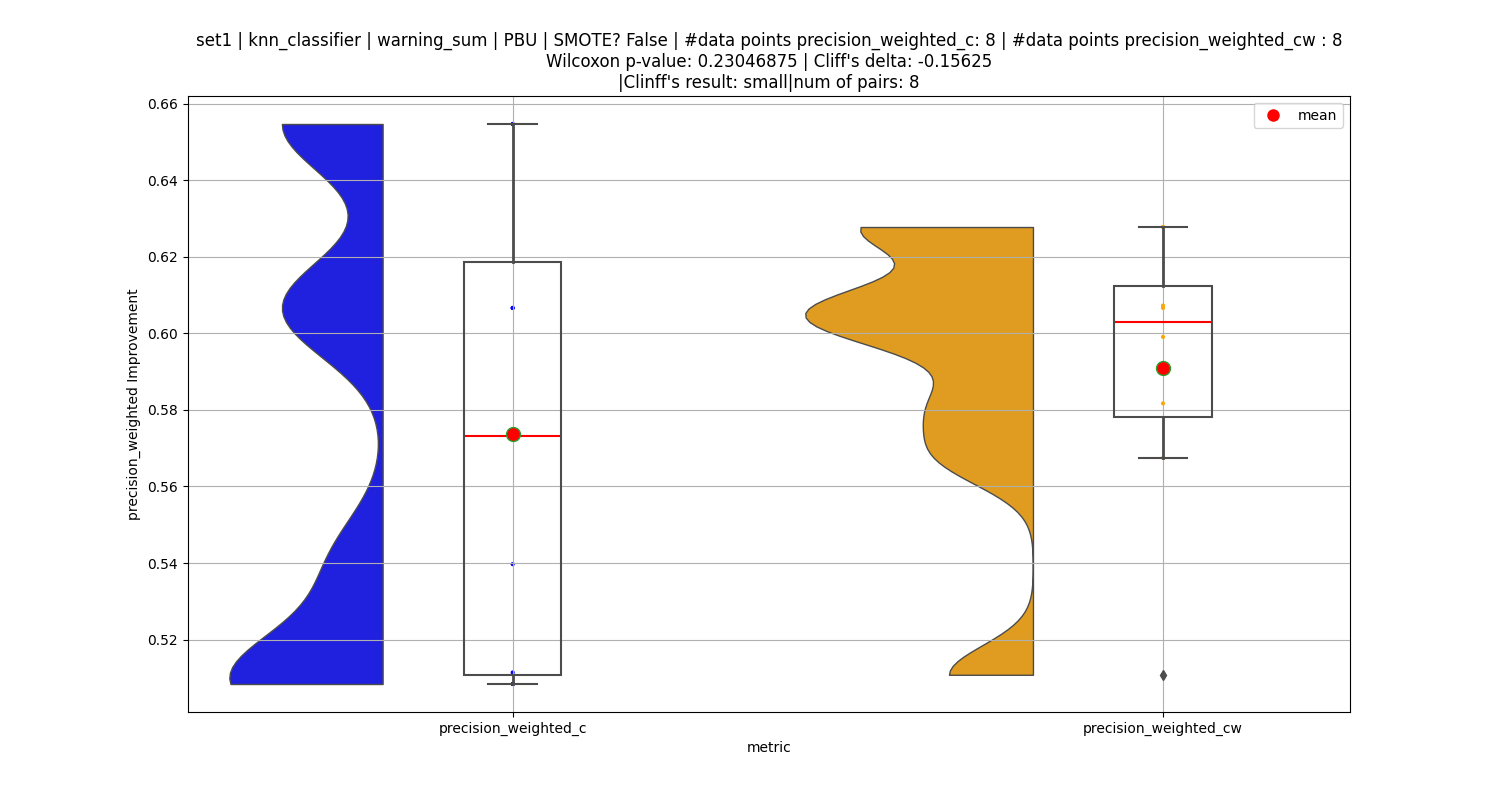 set1 | knn_classifier | warning_sum | PBU | SMOTE? False | #data points precision_weighted_c: 8 | #data points precision_weighted_cw : 8
Wilcoxon p-value: 0.23046875 | Cliff's delta: -0.15625
|Clinff's result: small|num of pairs: 8
mean
0.66
0.64
0.62
0.60
0.58
0.56
0.54
0.52
precision_weighted Improvement
precision_weighted_c
precision_weighted_cw
metric